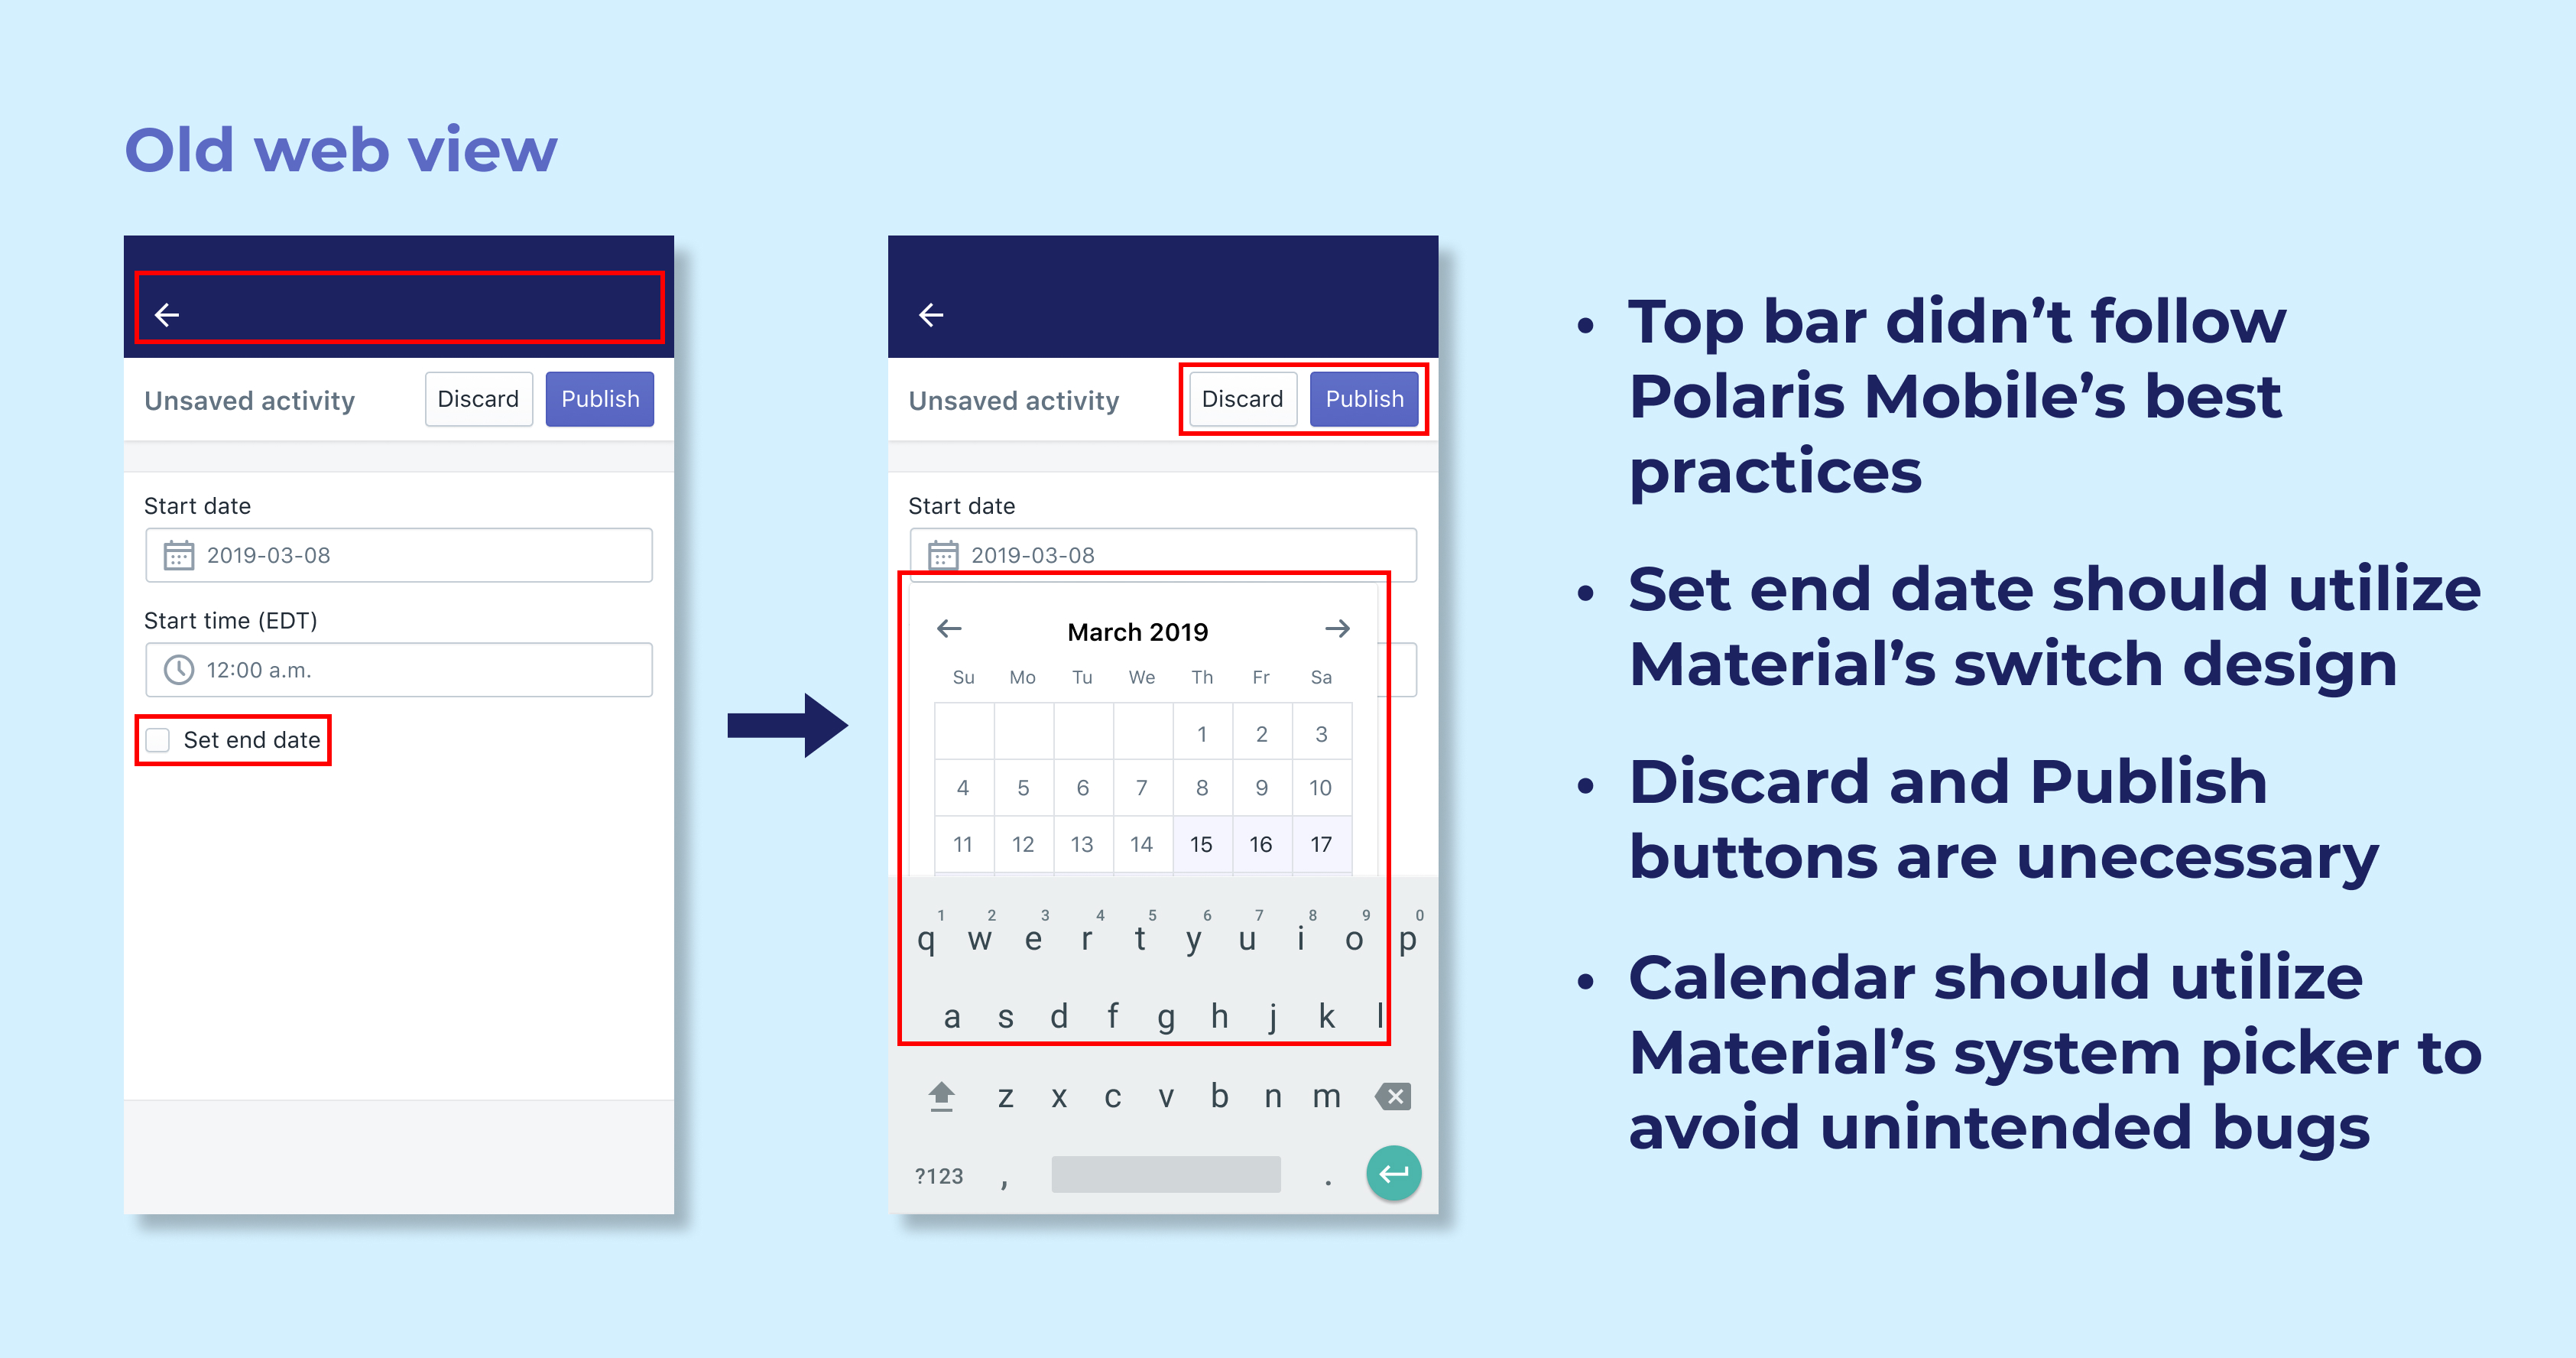 Old web view
Unsaved activity Discard Publish
Start date
2019-03-08
Start time (EDT)
12:00 a.m.
Set end date
Unsaved activity Discard Publish
Start date
2019-03-08
March 2019
Su Mo Tu We Th Fr Sa
1 2 3
4 5 6 7 8 9 10
11 12 13 14 15 16 17
1 2 3 4 5 6 7 8 9 0
q w e r t y u i o p
a s d f g h j k l
z x c v b n m
?123 , .
• Top bar didn’t follow
Polaris Mobile’s best
practices
• Set end date should utilize
Material’s switch design
• Discard and Publish
buttons are unecessary
• Calendar should utilize
Material’s system picker to
avoid unintended bugs